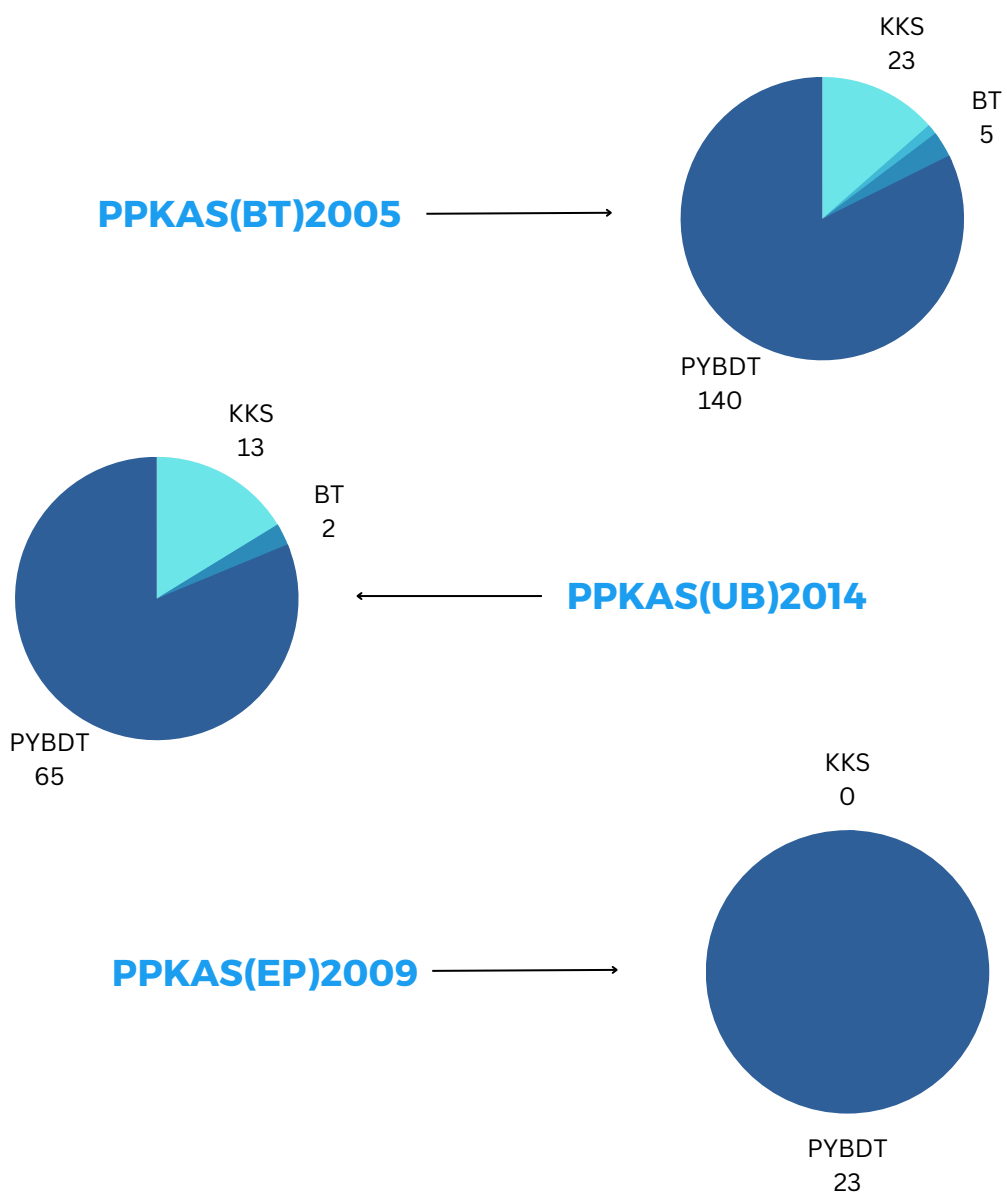 KKS
23
BT
5
PPKAS(BT)2005
PYBDT
140
KKS
13
BT
2
PPKAS(UB)2014
PYBDT
65
KKS
0
PPKAS(EP)2009
PYBDT
23